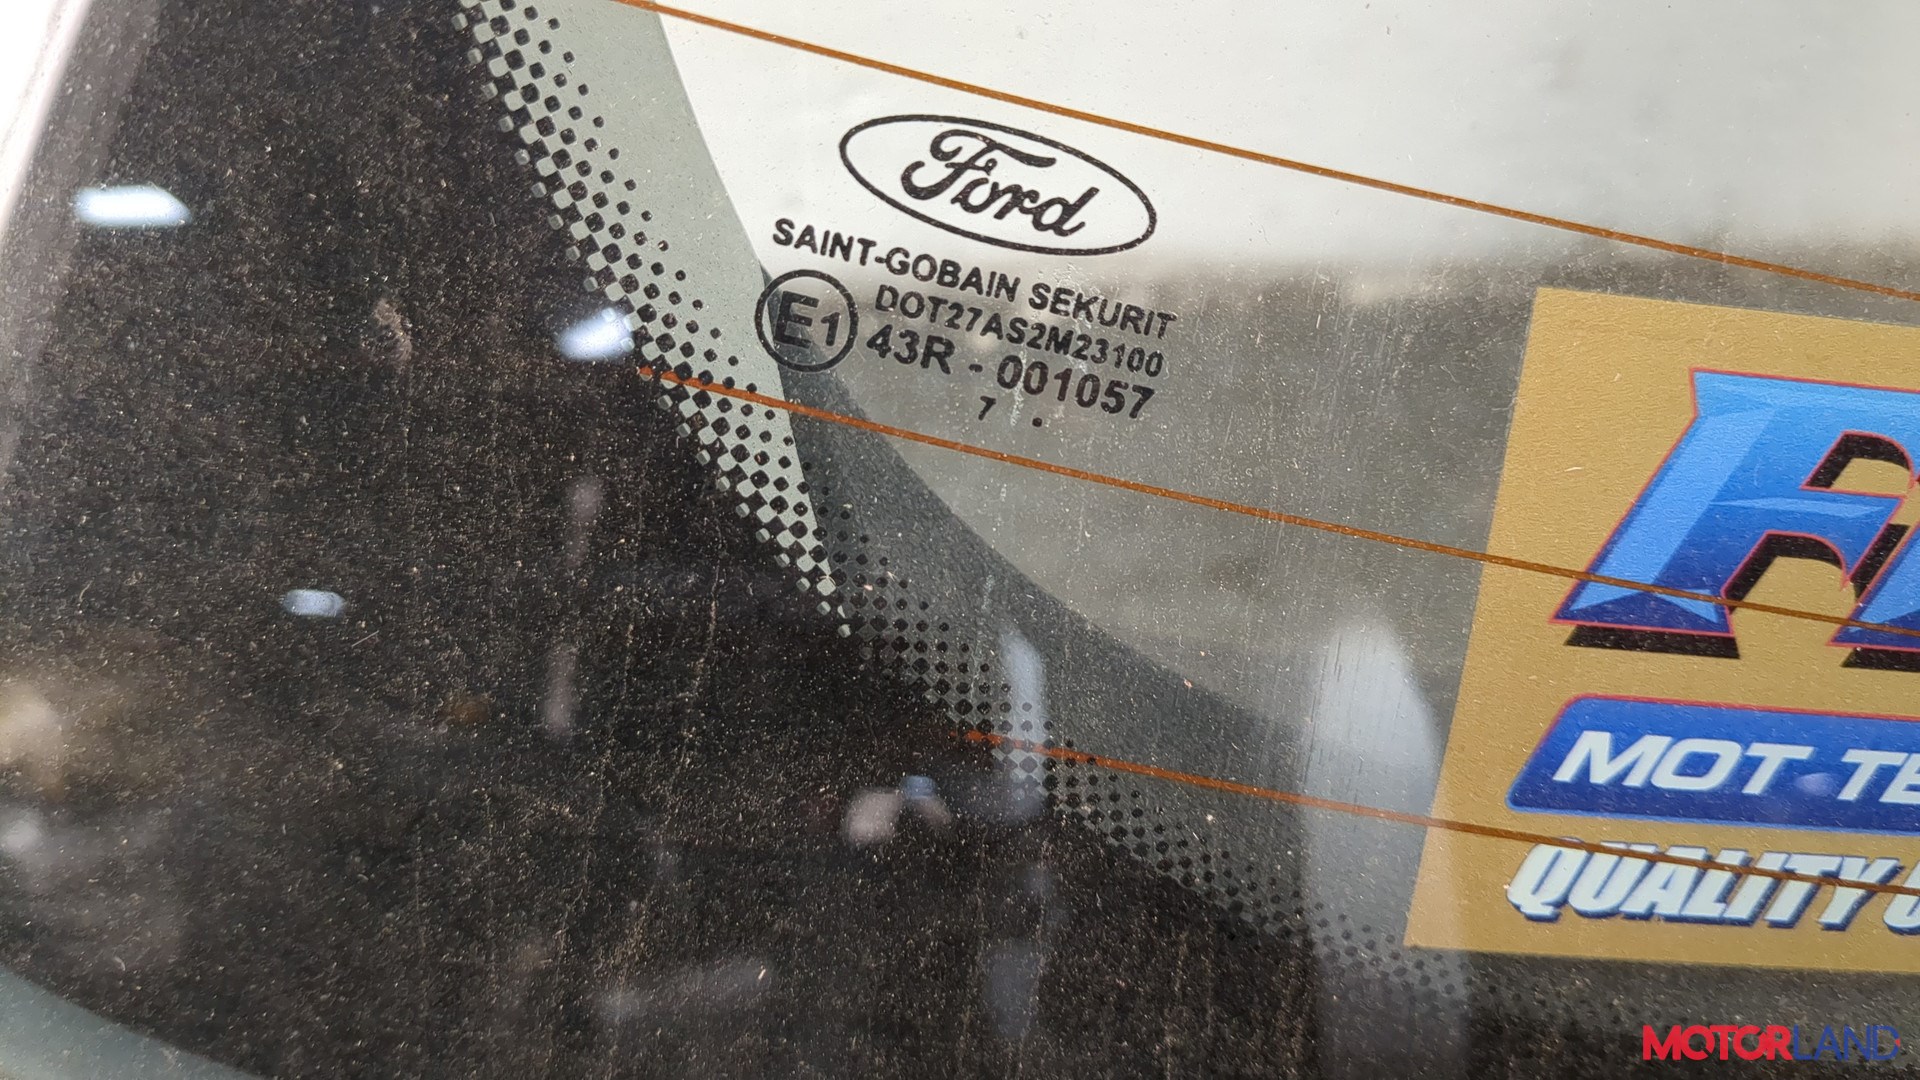 Ford
SAINT-GOBAIN SEKURIT
E1
DOT27AS2M23100
43R - 001057
7 .
MOT TE
QUALITY
MOTORLAND